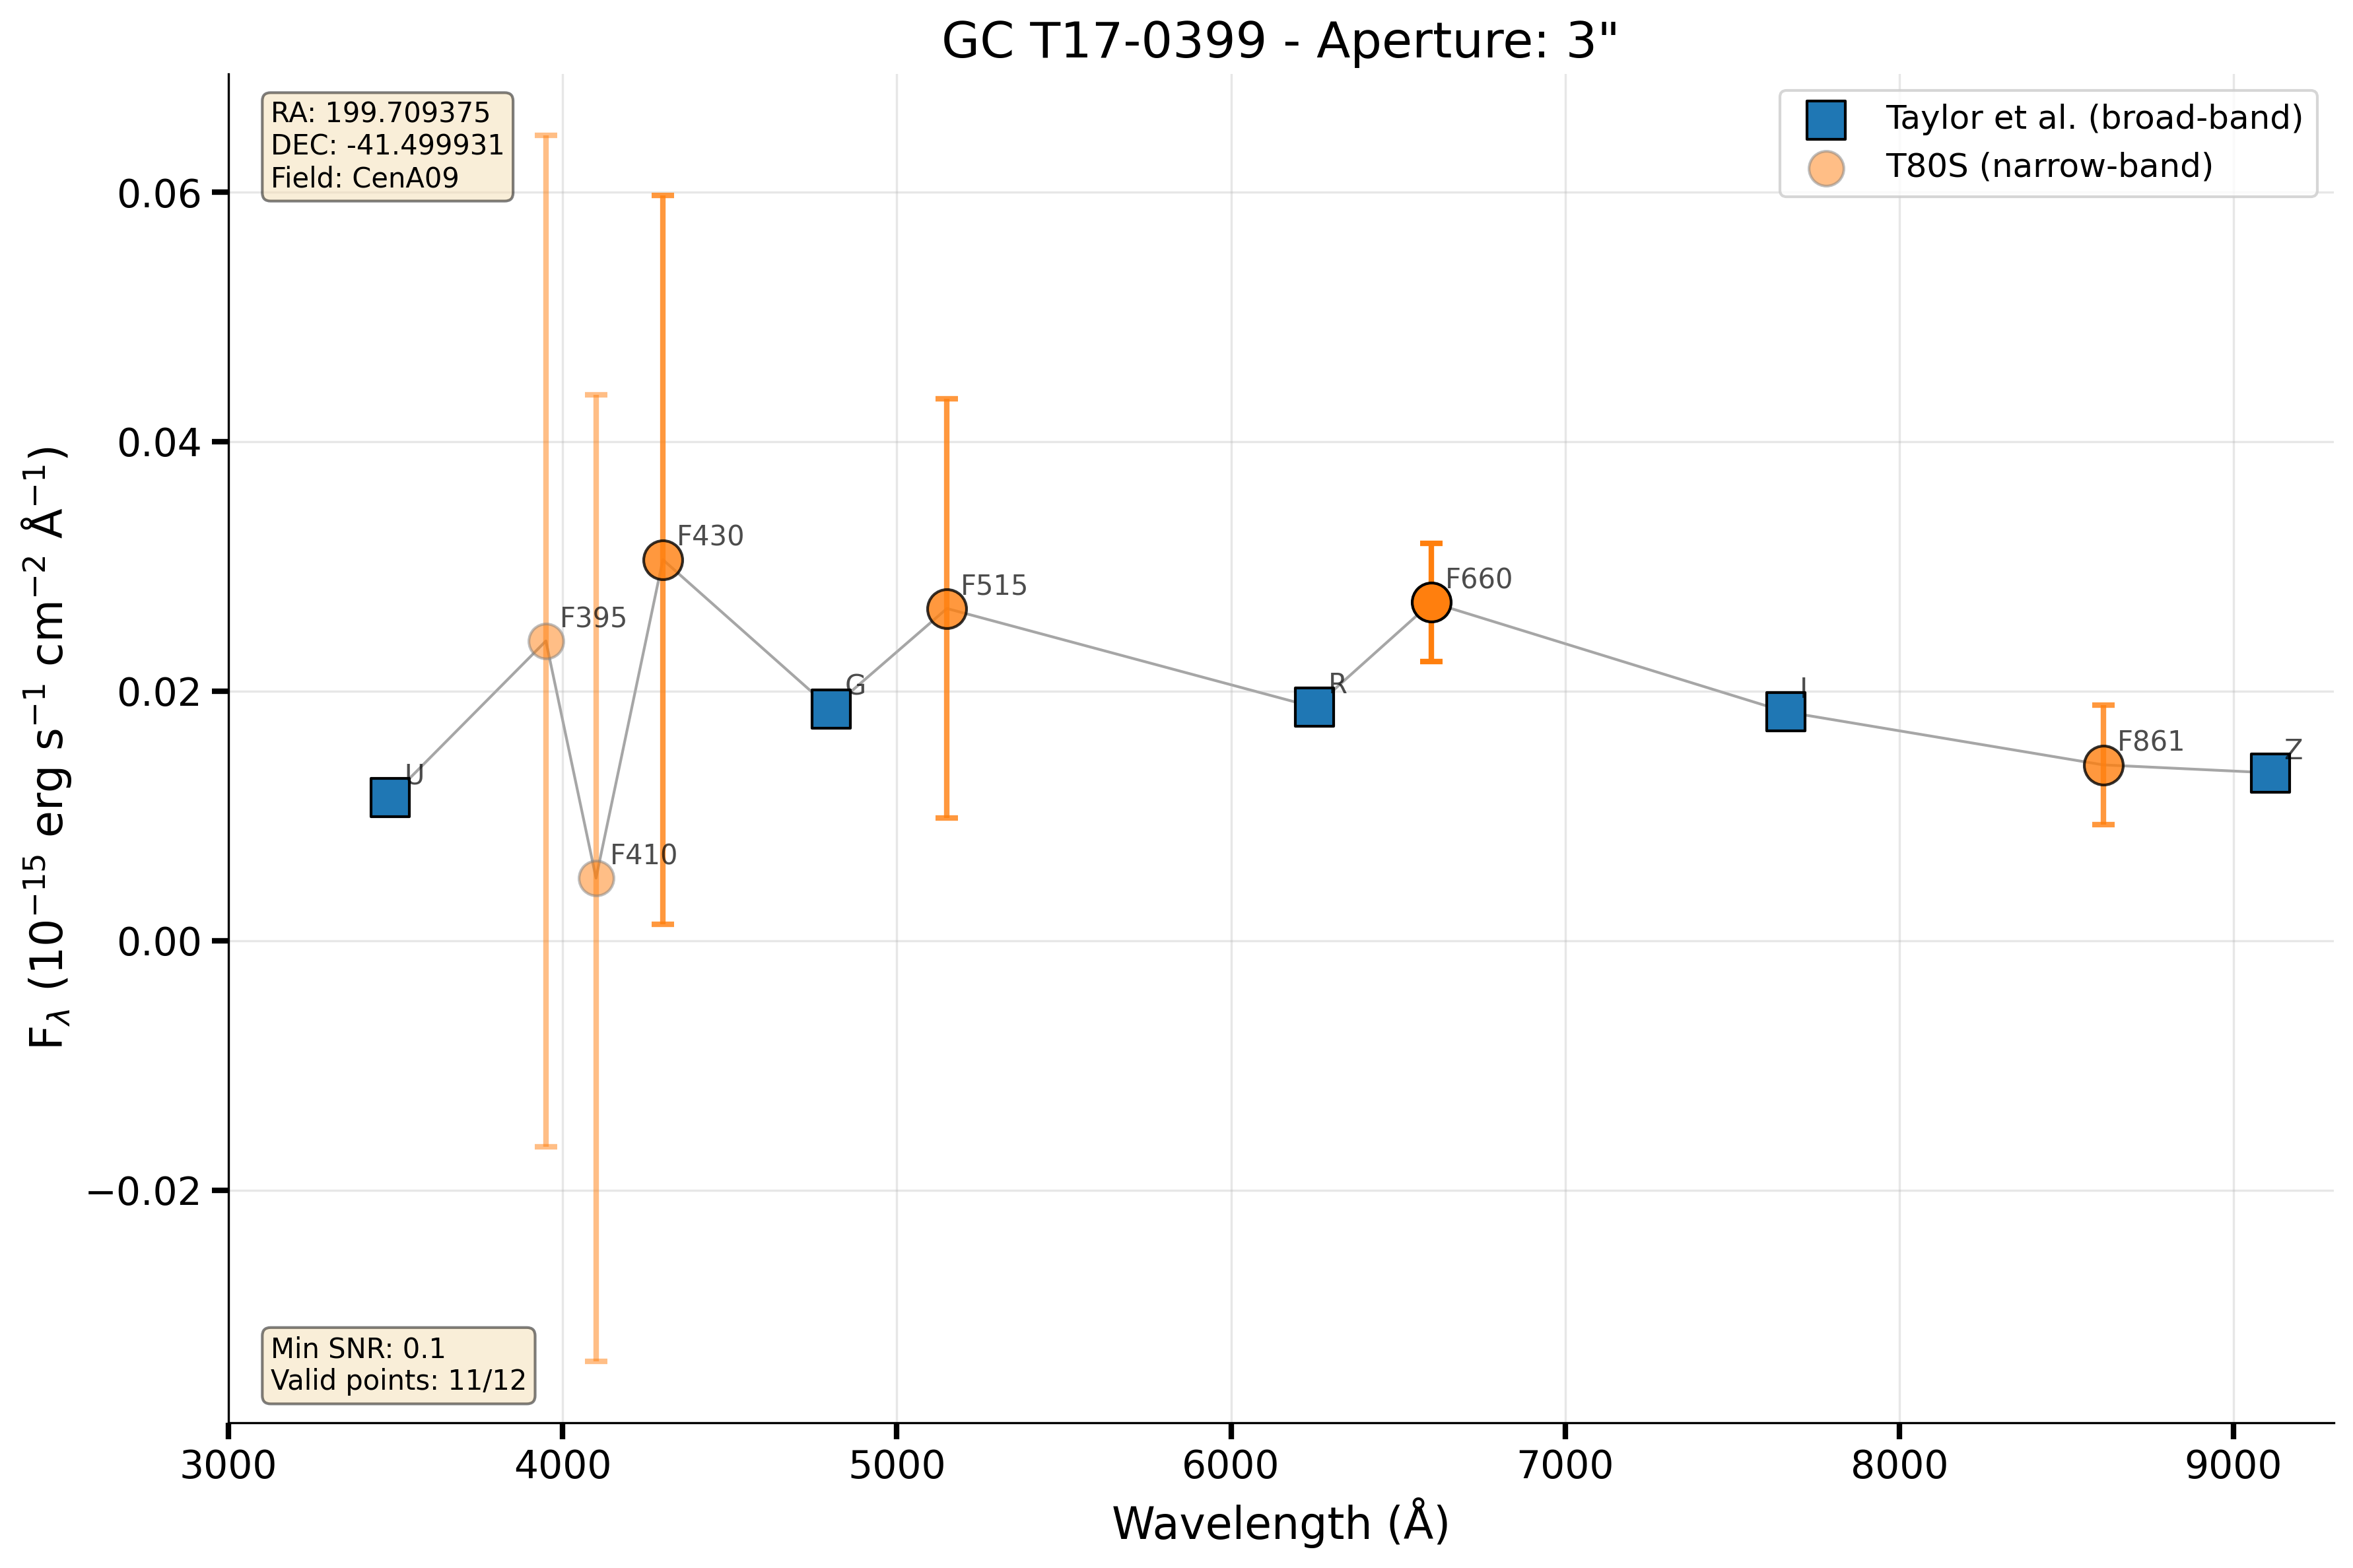 GC T17-0399 - Aperture: 3"
RA: 199.709375
DEC: -41.499931
Field: CenA09
Taylor et al. (broad-band)
T80S (narrow-band)
0.06
0.04
0.02
0.00
−0.02
F_λ (10⁻¹⁵ erg s⁻¹ cm⁻² Å⁻¹)
U
F395
F410
F430
G
F515
R
F660
I
F861
Z
Min SNR: 0.1
Valid points: 11/12
3000 4000 5000 6000 7000 8000 9000
Wavelength (Å)